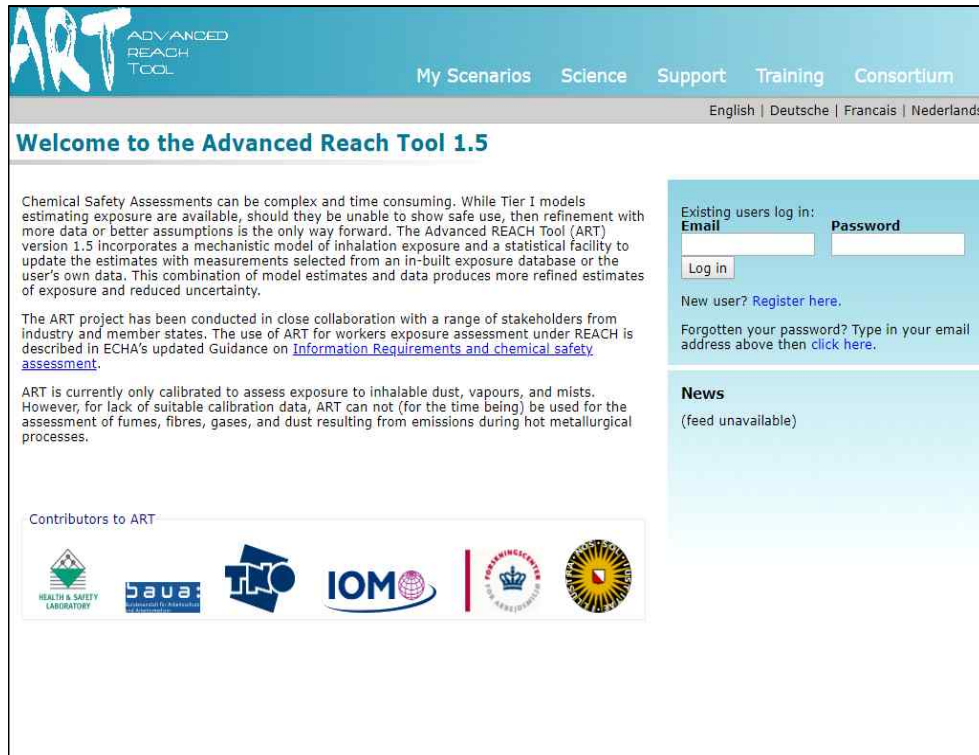 ART ADVANCED
REACH
TOOL
My Scenarios Science Support Training Consortium
English | Deutsche | Francais | Nederlands
Welcome to the Advanced Reach Tool 1.5
Chemical Safety Assessments can be complex and time consuming. While Tier I models
estimating exposure are available, should they be unable to show safe use, then refinement with
more data or better assumptions is the only way forward. The Advanced REACH Tool (ART)
version 1.5 incorporates a mechanistic model of inhalation exposure and a statistical facility to
update the estimates with measurements selected from an in-built exposure database or the
user's own data. This combination of model estimates and data produces more refined estimates
of exposure and reduced uncertainty.
The ART project has been conducted in close collaboration with a range of stakeholders from
industry and member states. The use of ART for workers exposure assessment under REACH is
described in ECHA's updated Guidance on Information Requirements and chemical safety
assessment.
ART is currently only calibrated to assess exposure to inhalable dust, vapours, and mists.
However, for lack of suitable calibration data, ART can not (for the time being) be used for the
assessment of fumes, fibres, gases, and dust resulting from emissions during hot metallurgical
processes.
Existing users log in:
Email Password
Log in
New user? Register here.
Forgotten your password? Type in your email
address above then click here.
News
(feed unavailable)
Contributors to ART
HEALTH & SAFETY
LABORATORY
baua:
Bundesanstalt für Arbeitsschutz
und Arbeitsmedizin
TNO
IOM
FORSKNINGSCENTER
FOR ARBEJDSMILJØ